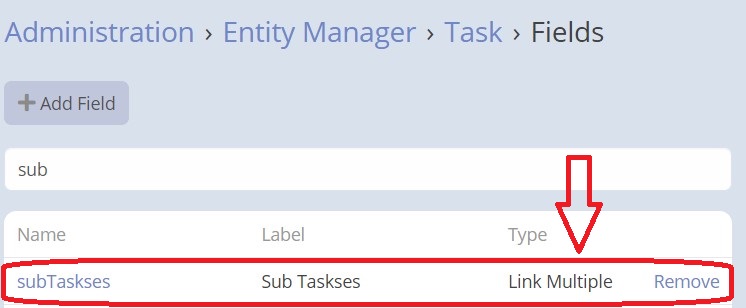 Administration › Entity Manager › Task › Fields
+ Add Field
sub
Name Label Type
subTaskses Sub Taskses Link Multiple Remove